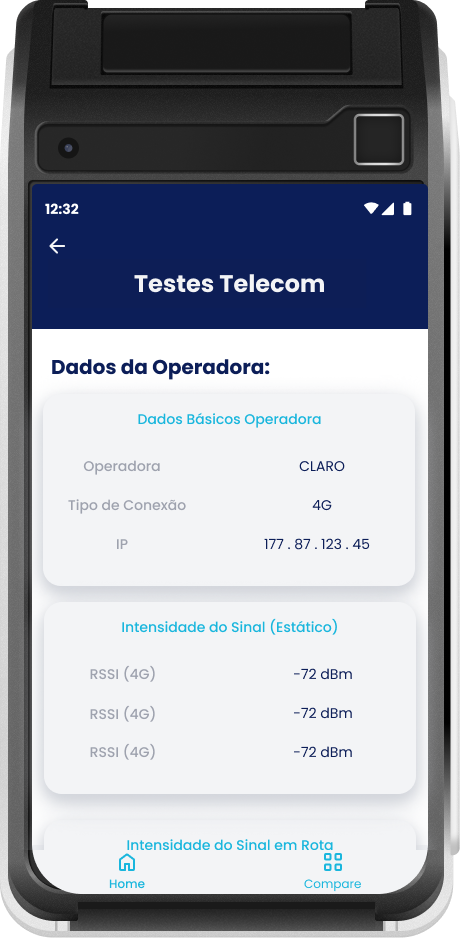 12:32
Testes Telecom
Dados da Operadora:
Dados Básicos Operadora
Operadora CLARO
Tipo de Conexão 4G
IP 177 . 87 . 123 . 45
Intensidade do Sinal (Estático)
RSSI (4G) -72 dBm
RSSI (4G) -72 dBm
RSSI (4G) -72 dBm
Intensidade do Sinal em Rota
Home Compare